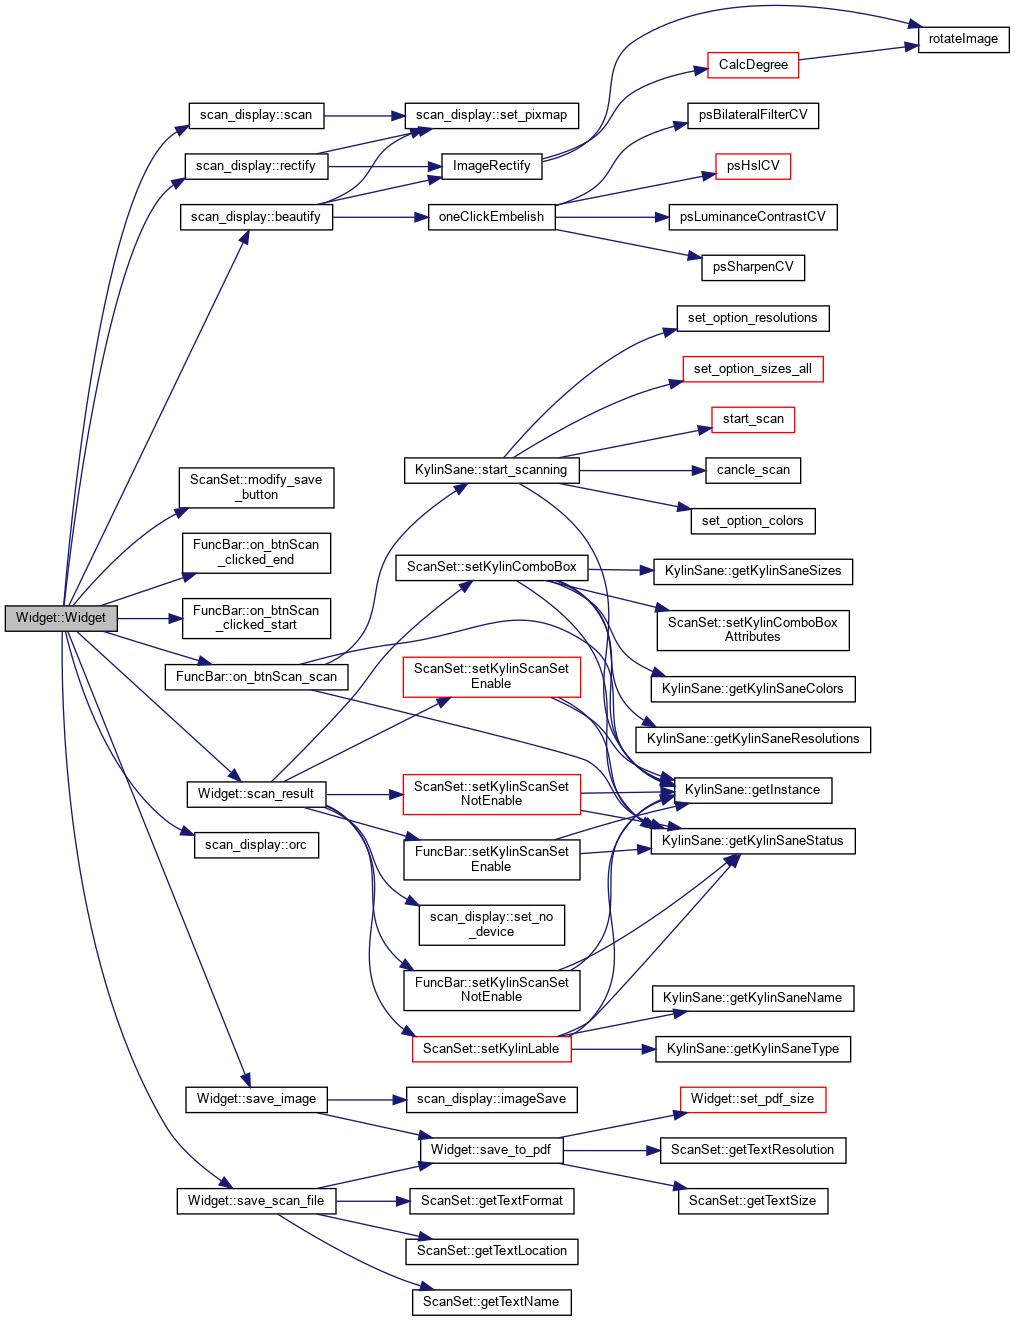 rotateImage
CalcDegree
scan_display::scan
scan_display::set_pixmap
psBilateralFilterCV
scan_display::rectify
ImageRectify
psHslCV
scan_display::beautify
oneClickEmbelish
psLuminanceContrastCV
psSharpenCV
set_option_resolutions
set_option_sizes_all
start_scan
KylinSane::start_scanning
cancle_scan
ScanSet::modify_save
_button
set_option_colors
FuncBar::on_btnScan
_clicked_end
ScanSet::setKylinComboBox
KylinSane::getKylinSaneSizes
Widget::Widget
FuncBar::on_btnScan
_clicked_start
ScanSet::setKylinComboBox
Attributes
FuncBar::on_btnScan_scan
ScanSet::setKylinScanSet
Enable
KylinSane::getKylinSaneColors
KylinSane::getKylinSaneResolutions
Widget::scan_result
ScanSet::setKylinScanSet
NotEnable
KylinSane::getInstance
scan_display::orc
FuncBar::setKylinScanSet
Enable
KylinSane::getKylinSaneStatus
scan_display::set_no
_device
FuncBar::setKylinScanSet
NotEnable
KylinSane::getKylinSaneName
ScanSet::setKylinLable
KylinSane::getKylinSaneType
Widget::save_image
scan_display::imageSave
Widget::set_pdf_size
Widget::save_to_pdf
ScanSet::getTextResolution
Widget::save_scan_file
ScanSet::getTextFormat
ScanSet::getTextSize
ScanSet::getTextLocation
ScanSet::getTextName